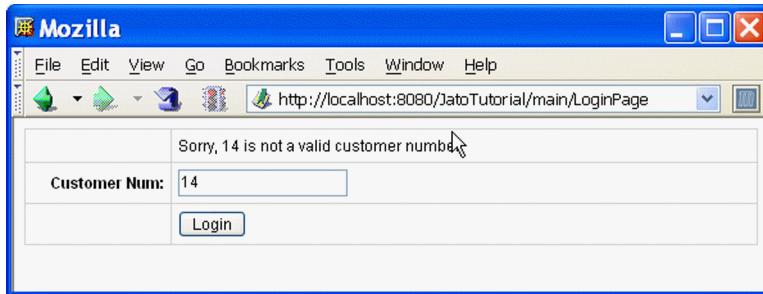 Mozilla
File Edit View Go Bookmarks Tools Window Help
http://localhost:8080/JatoTutorial/main/LoginPage
Sorry, 14 is not a valid customer number
Customer Num: 14
Login